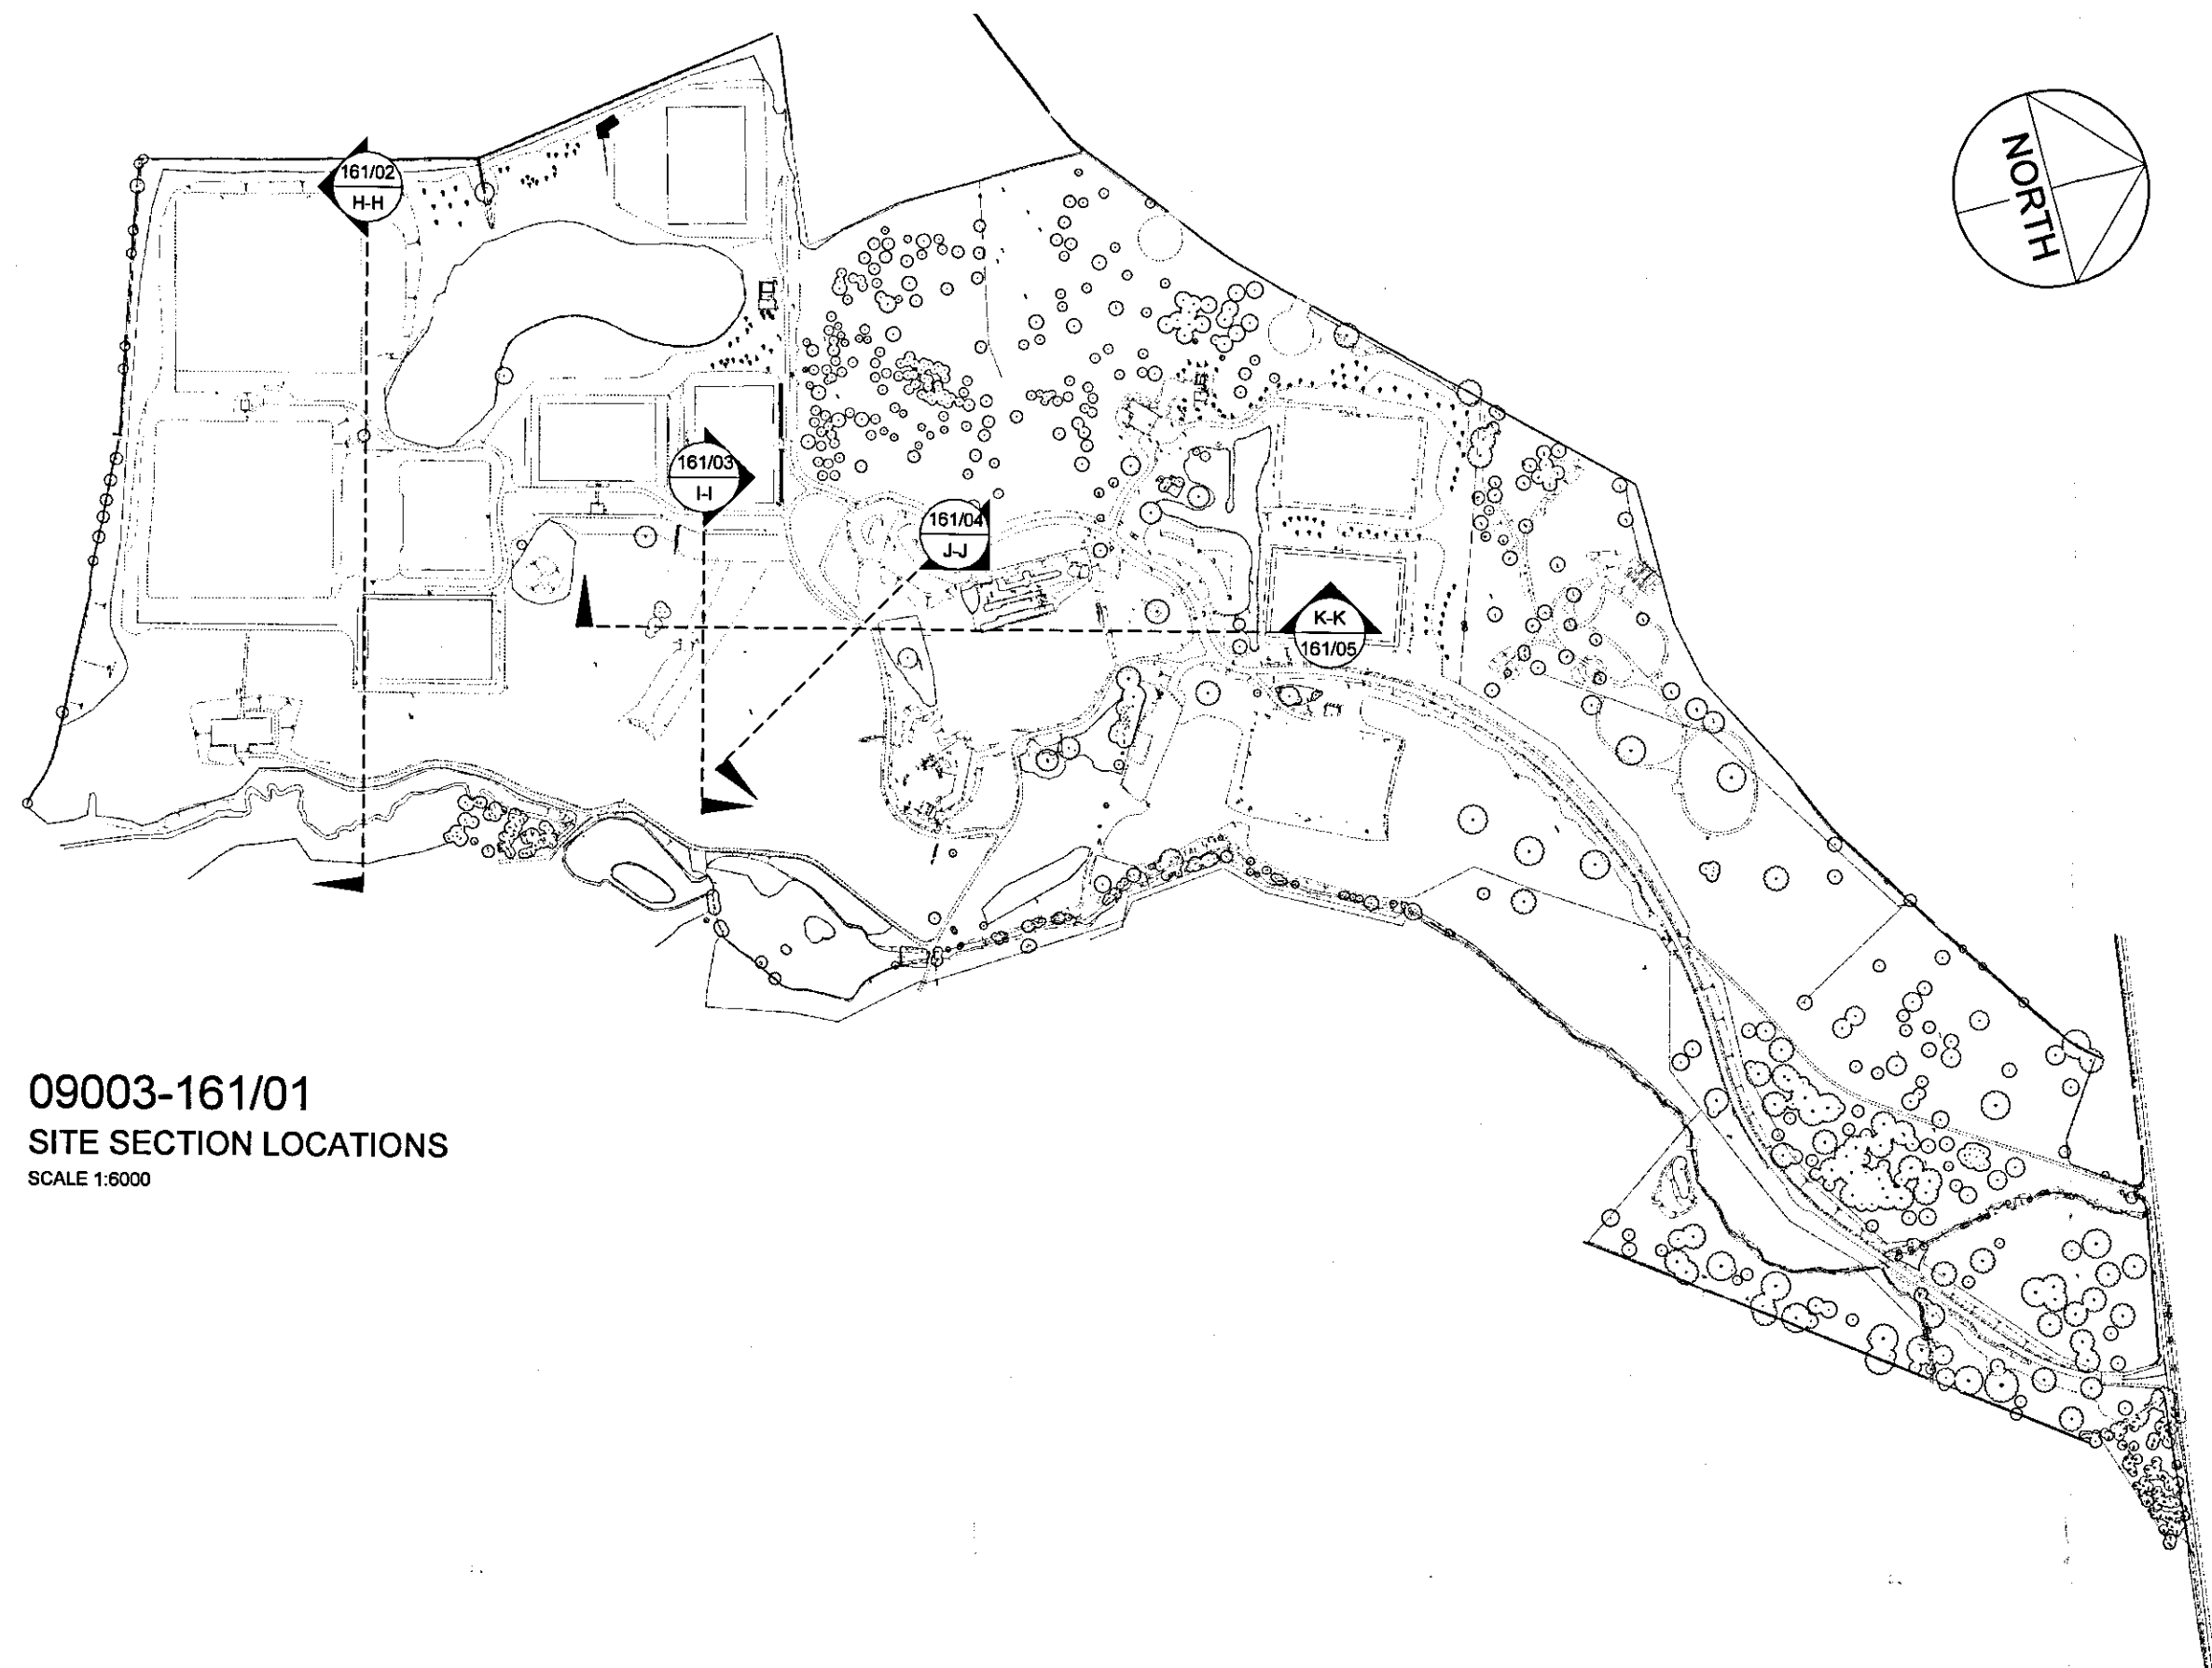 161/02
H-H
NORTH
161/03
I-I
161/04
J-J
K-K
161/05
09003-161/01
SITE SECTION LOCATIONS
SCALE 1:6000